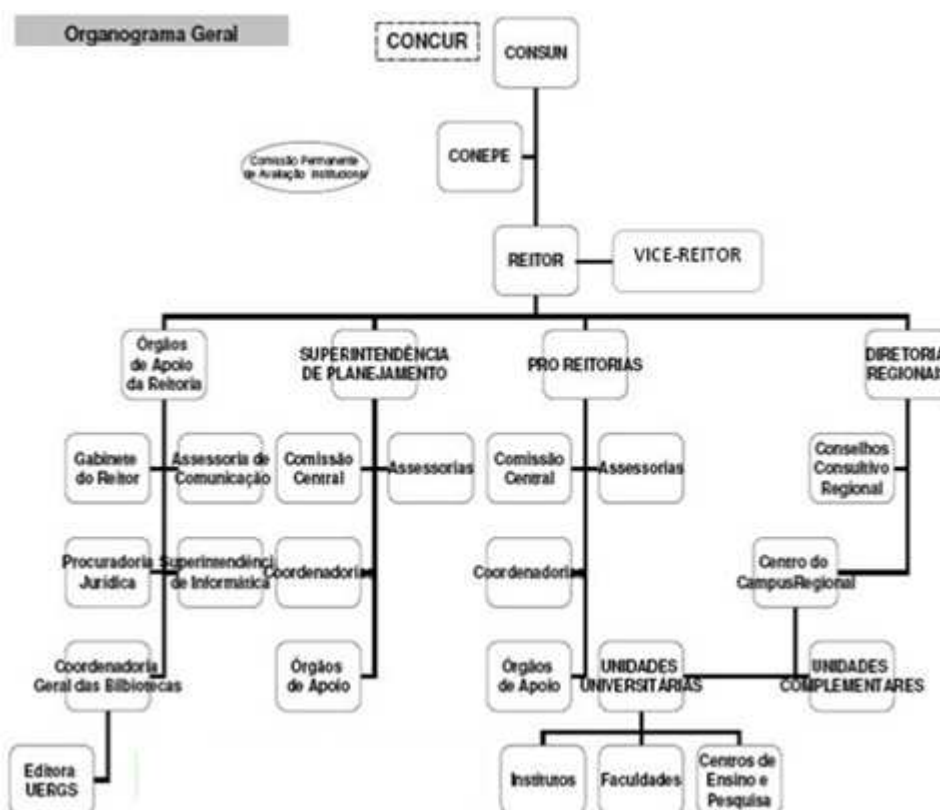 Organograma Geral
CONCUR
CONSUN
CONEPE
Comissão Permanente
de Avaliação Institucional
REITOR
VICE-REITOR
Órgãos
de Apoio
da Reitoria
SUPERINTENDÊNCIA
DE PLANEJAMENTO
PRO REITORIAS
DIRETORIA
REGIONAIS
Gabinete
do Reitor
Assessoria de
Comunicação
Comissão
Central
Assessorias
Comissão
Central
Assessorias
Conselhos
Consultivo
Regional
Procuradoria
Jurídica
Superintendênci
de Informática
Coordenadoria
Coordenadoria
Centro do
CampusRegional
Coordenadoria
Geral das Bilbiotecas
Órgãos
de Apoio
Órgãos
de Apoio
UNIDADES
UNIVERSITÁRIAS
UNIDADES
COMPLEMENTARES
Editora
UERGS
Institutos
Faculdades
Centros de
Ensino e
Pesquisa